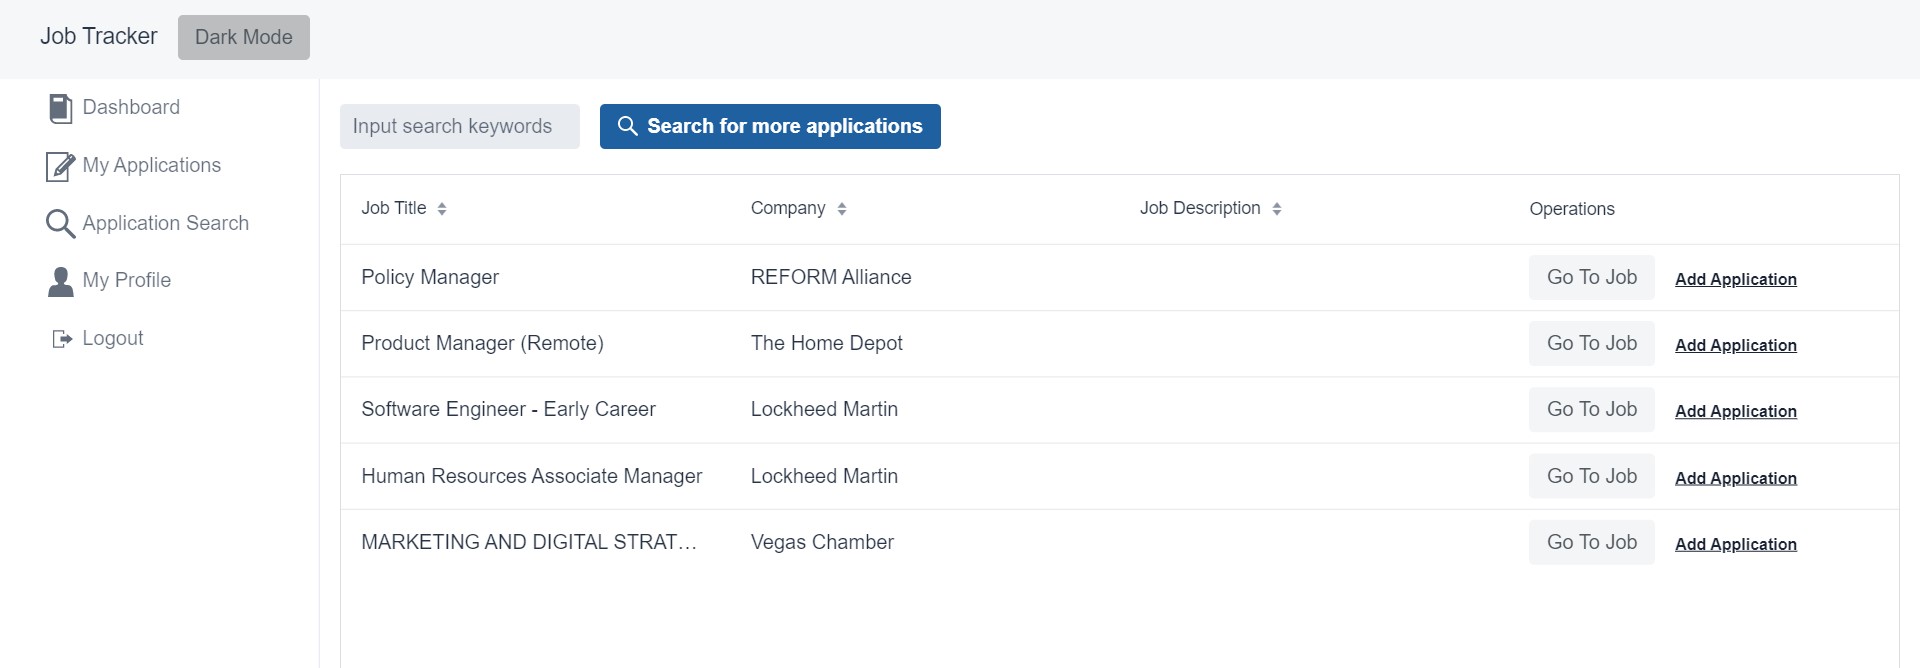 Job Tracker Dark Mode
Dashboard
My Applications
Application Search
My Profile
Logout
Input search keywords Search for more applications
Job Title Company Job Description Operations
Policy Manager REFORM Alliance Go To Job Add Application
Product Manager (Remote) The Home Depot Go To Job Add Application
Software Engineer - Early Career Lockheed Martin Go To Job Add Application
Human Resources Associate Manager Lockheed Martin Go To Job Add Application
MARKETING AND DIGITAL STRAT... Vegas Chamber Go To Job Add Application